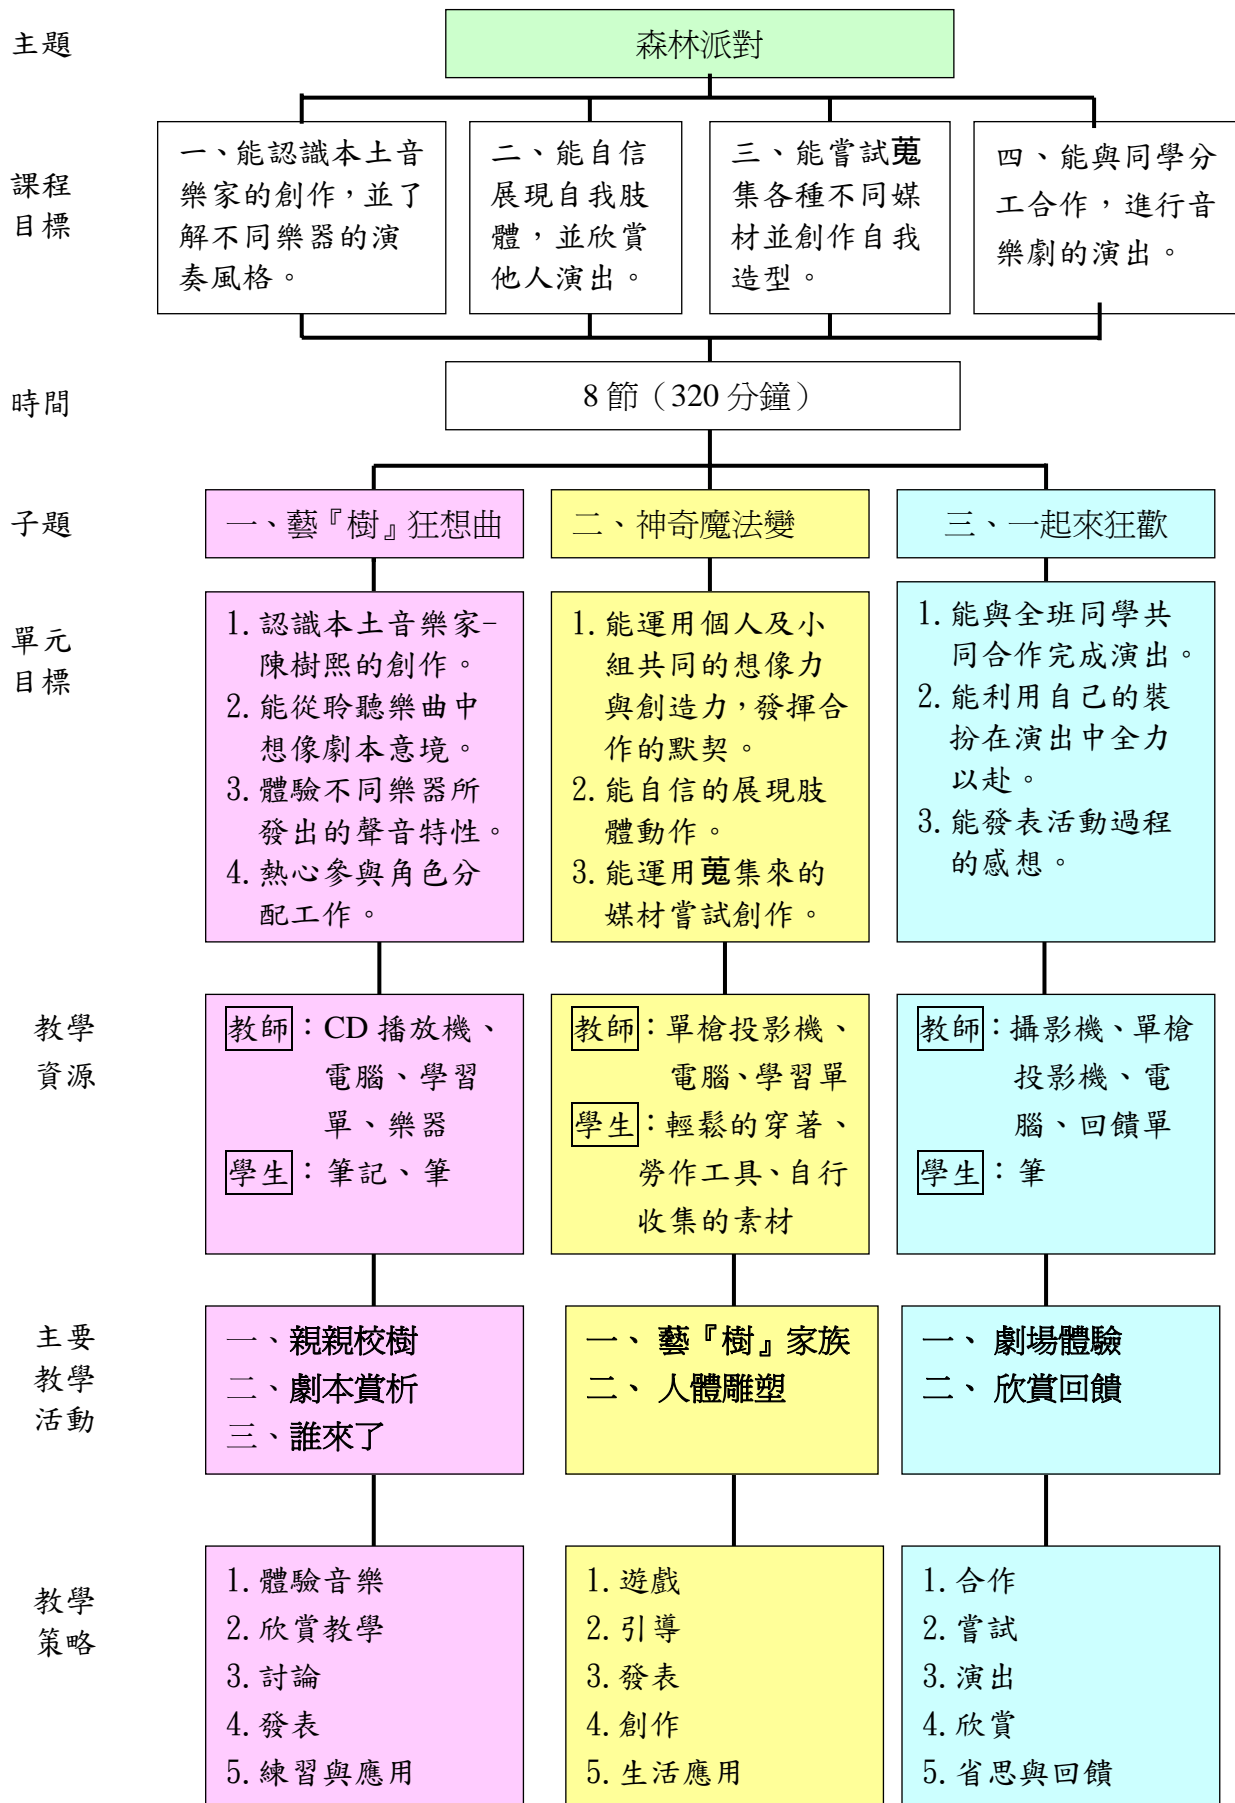 主題
森林派對
課程
目標
一、能認識本土音
樂家的創作，並了
解不同樂器的演
奏風格。
二、能自信
展現自我肢
體，並欣賞
他人演出。
三、能嘗試蒐
集各種不同媒
材並創作自我
造型。
四、能與同學分
工合作，進行音
樂劇的演出。
時間
8 節（320 分鐘）
子題
一、藝『樹』狂想曲
二、神奇魔法變
三、一起來狂歡
單元
目標
1. 認識本土音樂家-
陳樹熙的創作。
2. 能從聆聽樂曲中
想像劇本意境。
3. 體驗不同樂器所
發出的聲音特性。
4. 熱心參與角色分
配工作。
1. 能運用個人及小
組共同的想像力
與創造力，發揮合
作的默契。
2. 能自信的展現肢
體動作。
3. 能運用蒐集來的
媒材嘗試創作。
1. 能與全班同學共
同合作完成演出。
2. 能利用自己的裝
扮在演出中全力
以赴。
3. 能發表活動過程
的感想。
教學
資源
教師：CD 播放機、
電腦、學習
單、樂器
學生：筆記、筆
教師：單槍投影機、
電腦、學習單
學生：輕鬆的穿著、
勞作工具、自行
收集的素材
教師：攝影機、單槍
投影機、電
腦、回饋單
學生：筆
主要
教學
活動
一、親親校樹
二、劇本賞析
三、誰來了
一、 藝『樹』家族
二、 人體雕塑
一、 劇場體驗
二、 欣賞回饋
教學
策略
1. 體驗音樂
2. 欣賞教學
3. 討論
4. 發表
5. 練習與應用
1. 遊戲
2. 引導
3. 發表
4. 創作
5. 生活應用
1. 合作
2. 嘗試
3. 演出
4. 欣賞
5. 省思與回饋